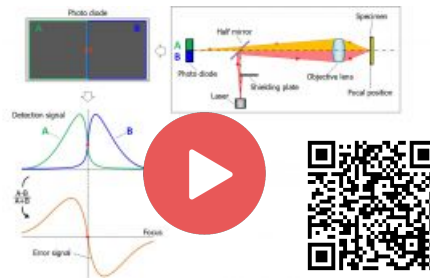 Photo diode
A
B
Specimen
Half mirror
A
B
Photo diode
Shielding plate
Objective lens
Laser
Focal position
Detection signal
A
B
A-B
A+B
Focus
Error signal